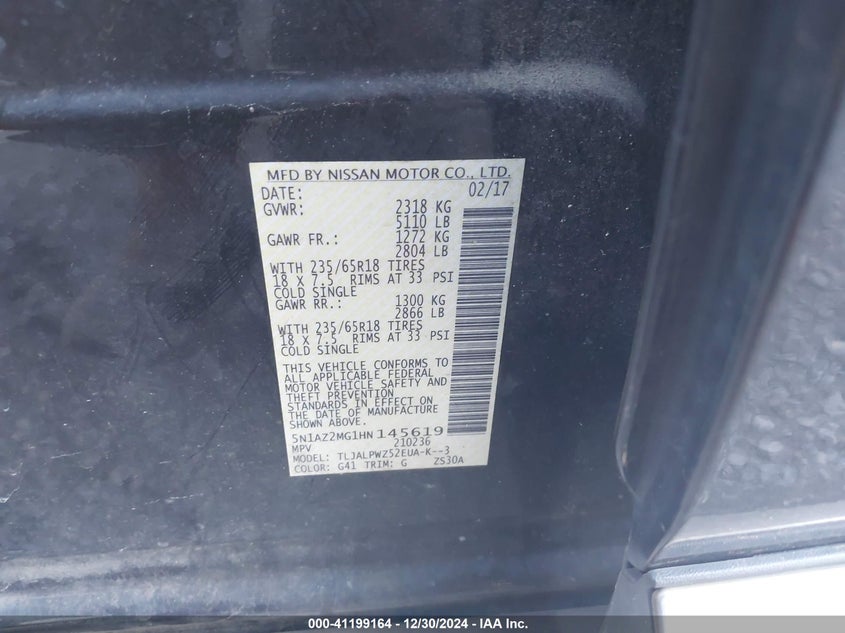 MFD BY NISSAN MOTOR CO., LTD.
DATE: 02/17
GVWR: 2318 KG
5110 LB
GAWR FR.: 1272 KG
2804 LB
WITH 235/65R18 TIRES
18 X 7.5 RIMS AT 33 PSI
COLD SINGLE
GAWR RR.: 1300 KG
2866 LB
WITH 235/65R18 TIRES
18 X 7.5 RIMS AT 33 PSI
COLD SINGLE
THIS VEHICLE CONFORMS TO
ALL APPLICABLE FEDERAL
MOTOR VEHICLE SAFETY AND
THEFT PREVENTION
STANDARDS IN EFFECT ON
THE DATE OF MANUFACTURE
5N1AZ2MG1HN145619
MPV 210236
MODEL: TLJALPWZ52EUA-K--3
COLOR: G41 TRIM: G ZS30A
000-41199164 - 12/30/2024 - IAA Inc.